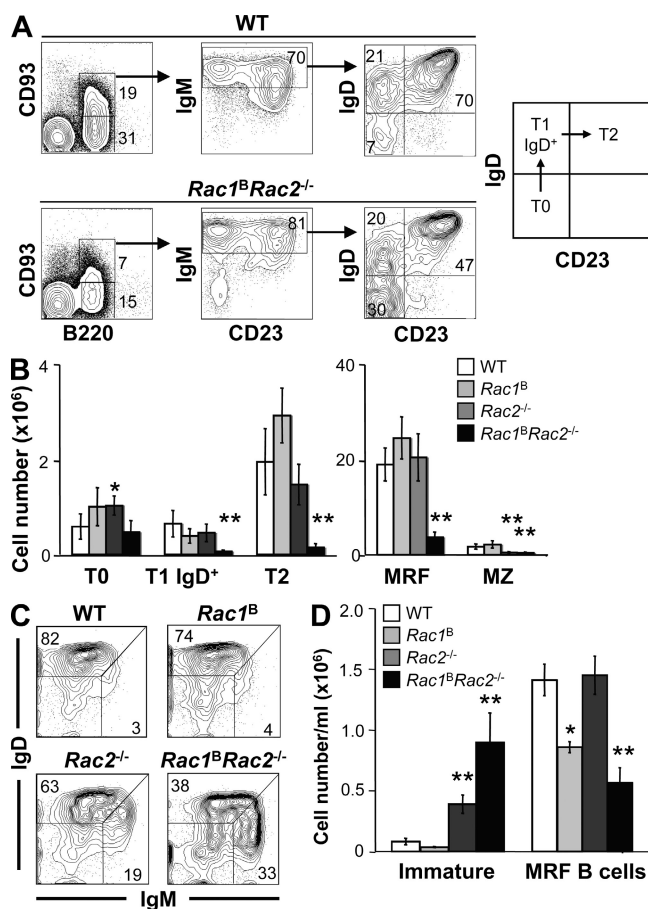 A
WT
CD93
19
31
IgM
70
IgD
21
70
7
Rac1ᴮRac2⁻/⁻
CD93
7
15
B220
IgM
81
CD23
IgD
20
47
30
CD23
IgD
T1
IgD⁺
T2
T0
CD23
B
Cell number (x10⁶)
4
2
0
*
**
**
T0
T1 IgD⁺
T2
40
20
0
**
**
**
MRF
MZ
WT
Rac1ᴮ
Rac2⁻/⁻
Rac1ᴮRac2⁻/⁻
C
WT
Rac1ᴮ
82
3
74
4
Rac2⁻/⁻
Rac1ᴮRac2⁻/⁻
63
19
38
33
IgD
IgM
D
Cell number/ml (x10⁶)
2.0
1.5
1.0
0.5
0
WT
Rac1ᴮ
Rac2⁻/⁻
Rac1ᴮRac2⁻/⁻
**
**
*
**
Immature
MRF B cells